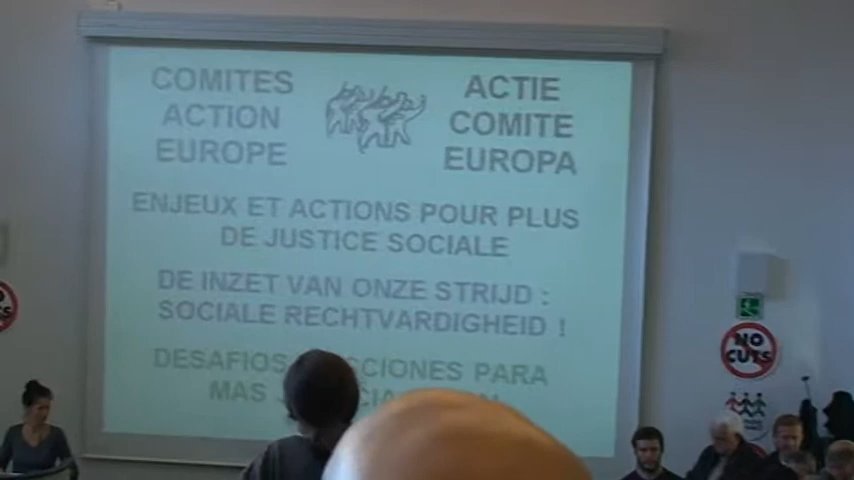 COMITES
ACTION
EUROPE
ACTIE
COMITE
EUROPA
ENJEUX ET ACTIONS POUR PLUS
DE JUSTICE SOCIALE
DE INZET VAN ONZE STRIJD :
SOCIALE RECHTVARDIGHEID !
DESAFIOS
CCIONES PARA
MAS
NO
CUTS